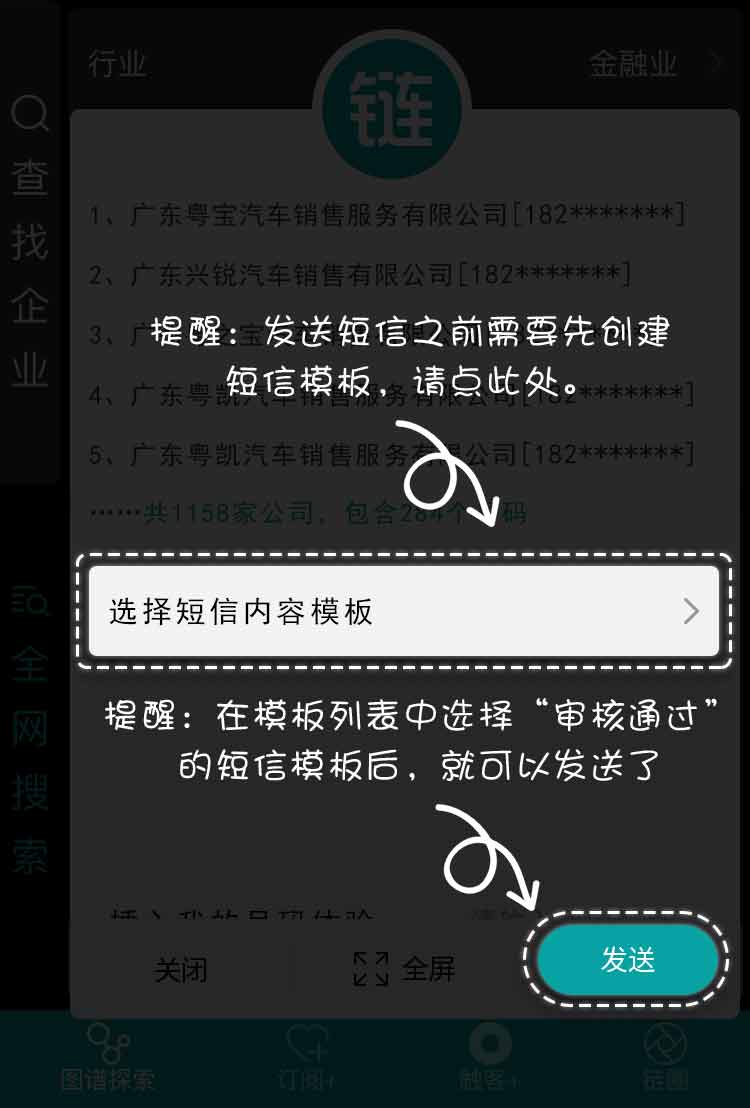 行业
金融业
链
查找企业
1、广东粤宝汽车销售服务有限公司[182*******]
2、广东兴锐汽车销售有限公司[182*******]
提醒：发送短信之前需要先创建
短信模板，请点此处。
4、广东粤凯汽车销售服务有限公司[182*******]
5、广东粤凯汽车销售服务有限公司[182*******]
……共1158家公司，包含284个 码
选择短信内容模板
全网搜索
提醒：在模板列表中选择“审核通过”
的短信模板后，就可以发送了
关闭
全屏
发送
图谱探索
订阅+
触客+
链圈